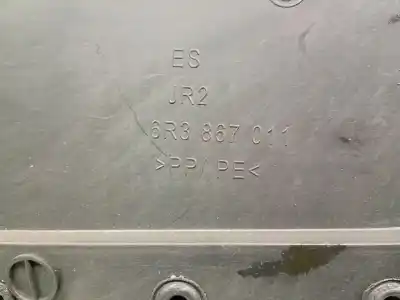 ES
JR2
6R3 867 011
>PP/PE<